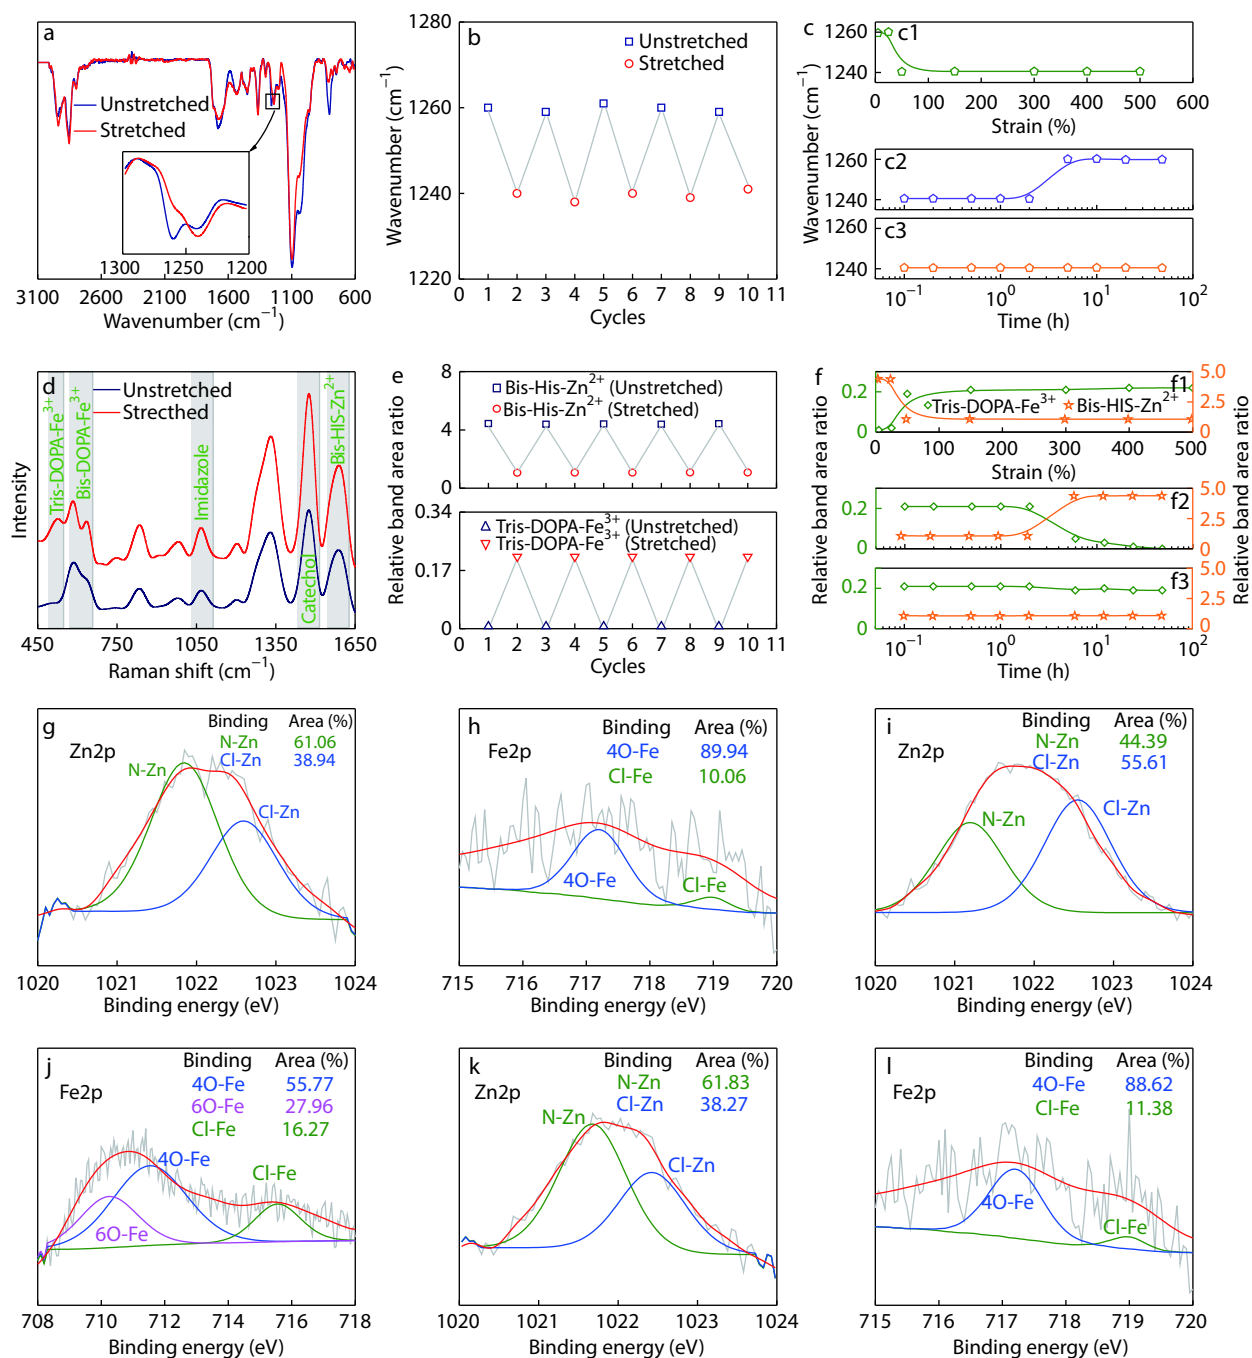 a
Unstretched
Stretched
1300 1250 1200
3100 2600 2100 1600 1100 600
Wavenumber (cm−1)
b
Unstretched
Stretched
1280
1260
1240
1220
Wavenumber (cm−1)
0 1 2 3 4 5 6 7 8 9 10 11
Cycles
c
c1
1260
1240
0 100 200 300 400 500 600
Strain (%)
Wavenumber (cm−1)
c2
1260
1240
c3
1260
1240
10−1 100 101 102
Time (h)
d
Unstretched
Strecthed
Tris-DOPA-Fe3+
Bis-DOPA-Fe3+
Imidazole
Catechol
Bis-HIS-Zn2+
Intensity
450 750 1050 1350 1650
Raman shift (cm−1)
e
Bis-His-Zn2+ (Unstretched)
Bis-His-Zn2+ (Stretched)
8
4
0
Relative band area ratio
Tris-DOPA-Fe3+ (Unstretched)
Tris-DOPA-Fe3+ (Stretched)
0.34
0.17
0
0 1 2 3 4 5 6 7 8 9 10 11
Cycles
f
f1
Tris-DOPA-Fe3+ Bis-HIS-Zn2+
0.2
0
5.0
2.5
0
0 100 200 300 400 500
Strain (%)
Relative band area ratio
Relative band area ratio
f2
0.2
0
5.0
2.5
0
f3
0.2
0
5.0
2.5
0
10−1 100 101 102
Time (h)
g
Zn2p
Binding Area (%)
N-Zn 61.06
Cl-Zn 38.94
N-Zn
Cl-Zn
1020 1021 1022 1023 1024
Binding energy (eV)
h
Fe2p
Binding Area (%)
4O-Fe 89.94
Cl-Fe 10.06
4O-Fe
Cl-Fe
715 716 717 718 719 720
Binding energy (eV)
i
Zn2p
Binding Area (%)
N-Zn 44.39
Cl-Zn 55.61
N-Zn
Cl-Zn
1020 1021 1022 1023 1024
Binding energy (eV)
j
Fe2p
Binding Area (%)
4O-Fe 55.77
6O-Fe 27.96
Cl-Fe 16.27
4O-Fe
Cl-Fe
6O-Fe
708 710 712 714 716 718
Binding energy (eV)
k
Zn2p
Binding Area (%)
N-Zn 61.83
Cl-Zn 38.27
N-Zn
Cl-Zn
1020 1021 1022 1023 1024
Binding energy (eV)
l
Fe2p
Binding Area (%)
4O-Fe 88.62
Cl-Fe 11.38
4O-Fe
Cl-Fe
715 716 717 718 719 720
Binding energy (eV)